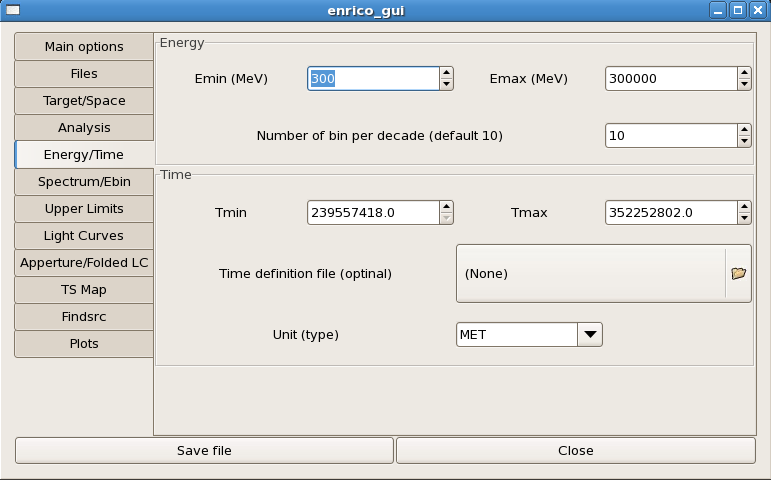 enrico_gui
Main options
Files
Target/Space
Analysis
Energy/Time
Spectrum/Ebin
Upper Limits
Light Curves
Apperture/Folded LC
TS Map
Findsrc
Plots
Energy
Emin (MeV) 300 Emax (MeV) 300000
Number of bin per decade (default 10) 10
Time
Tmin 239557418.0 Tmax 352252802.0
Time definition file (optinal) (None)
Unit (type) MET
Save file Close